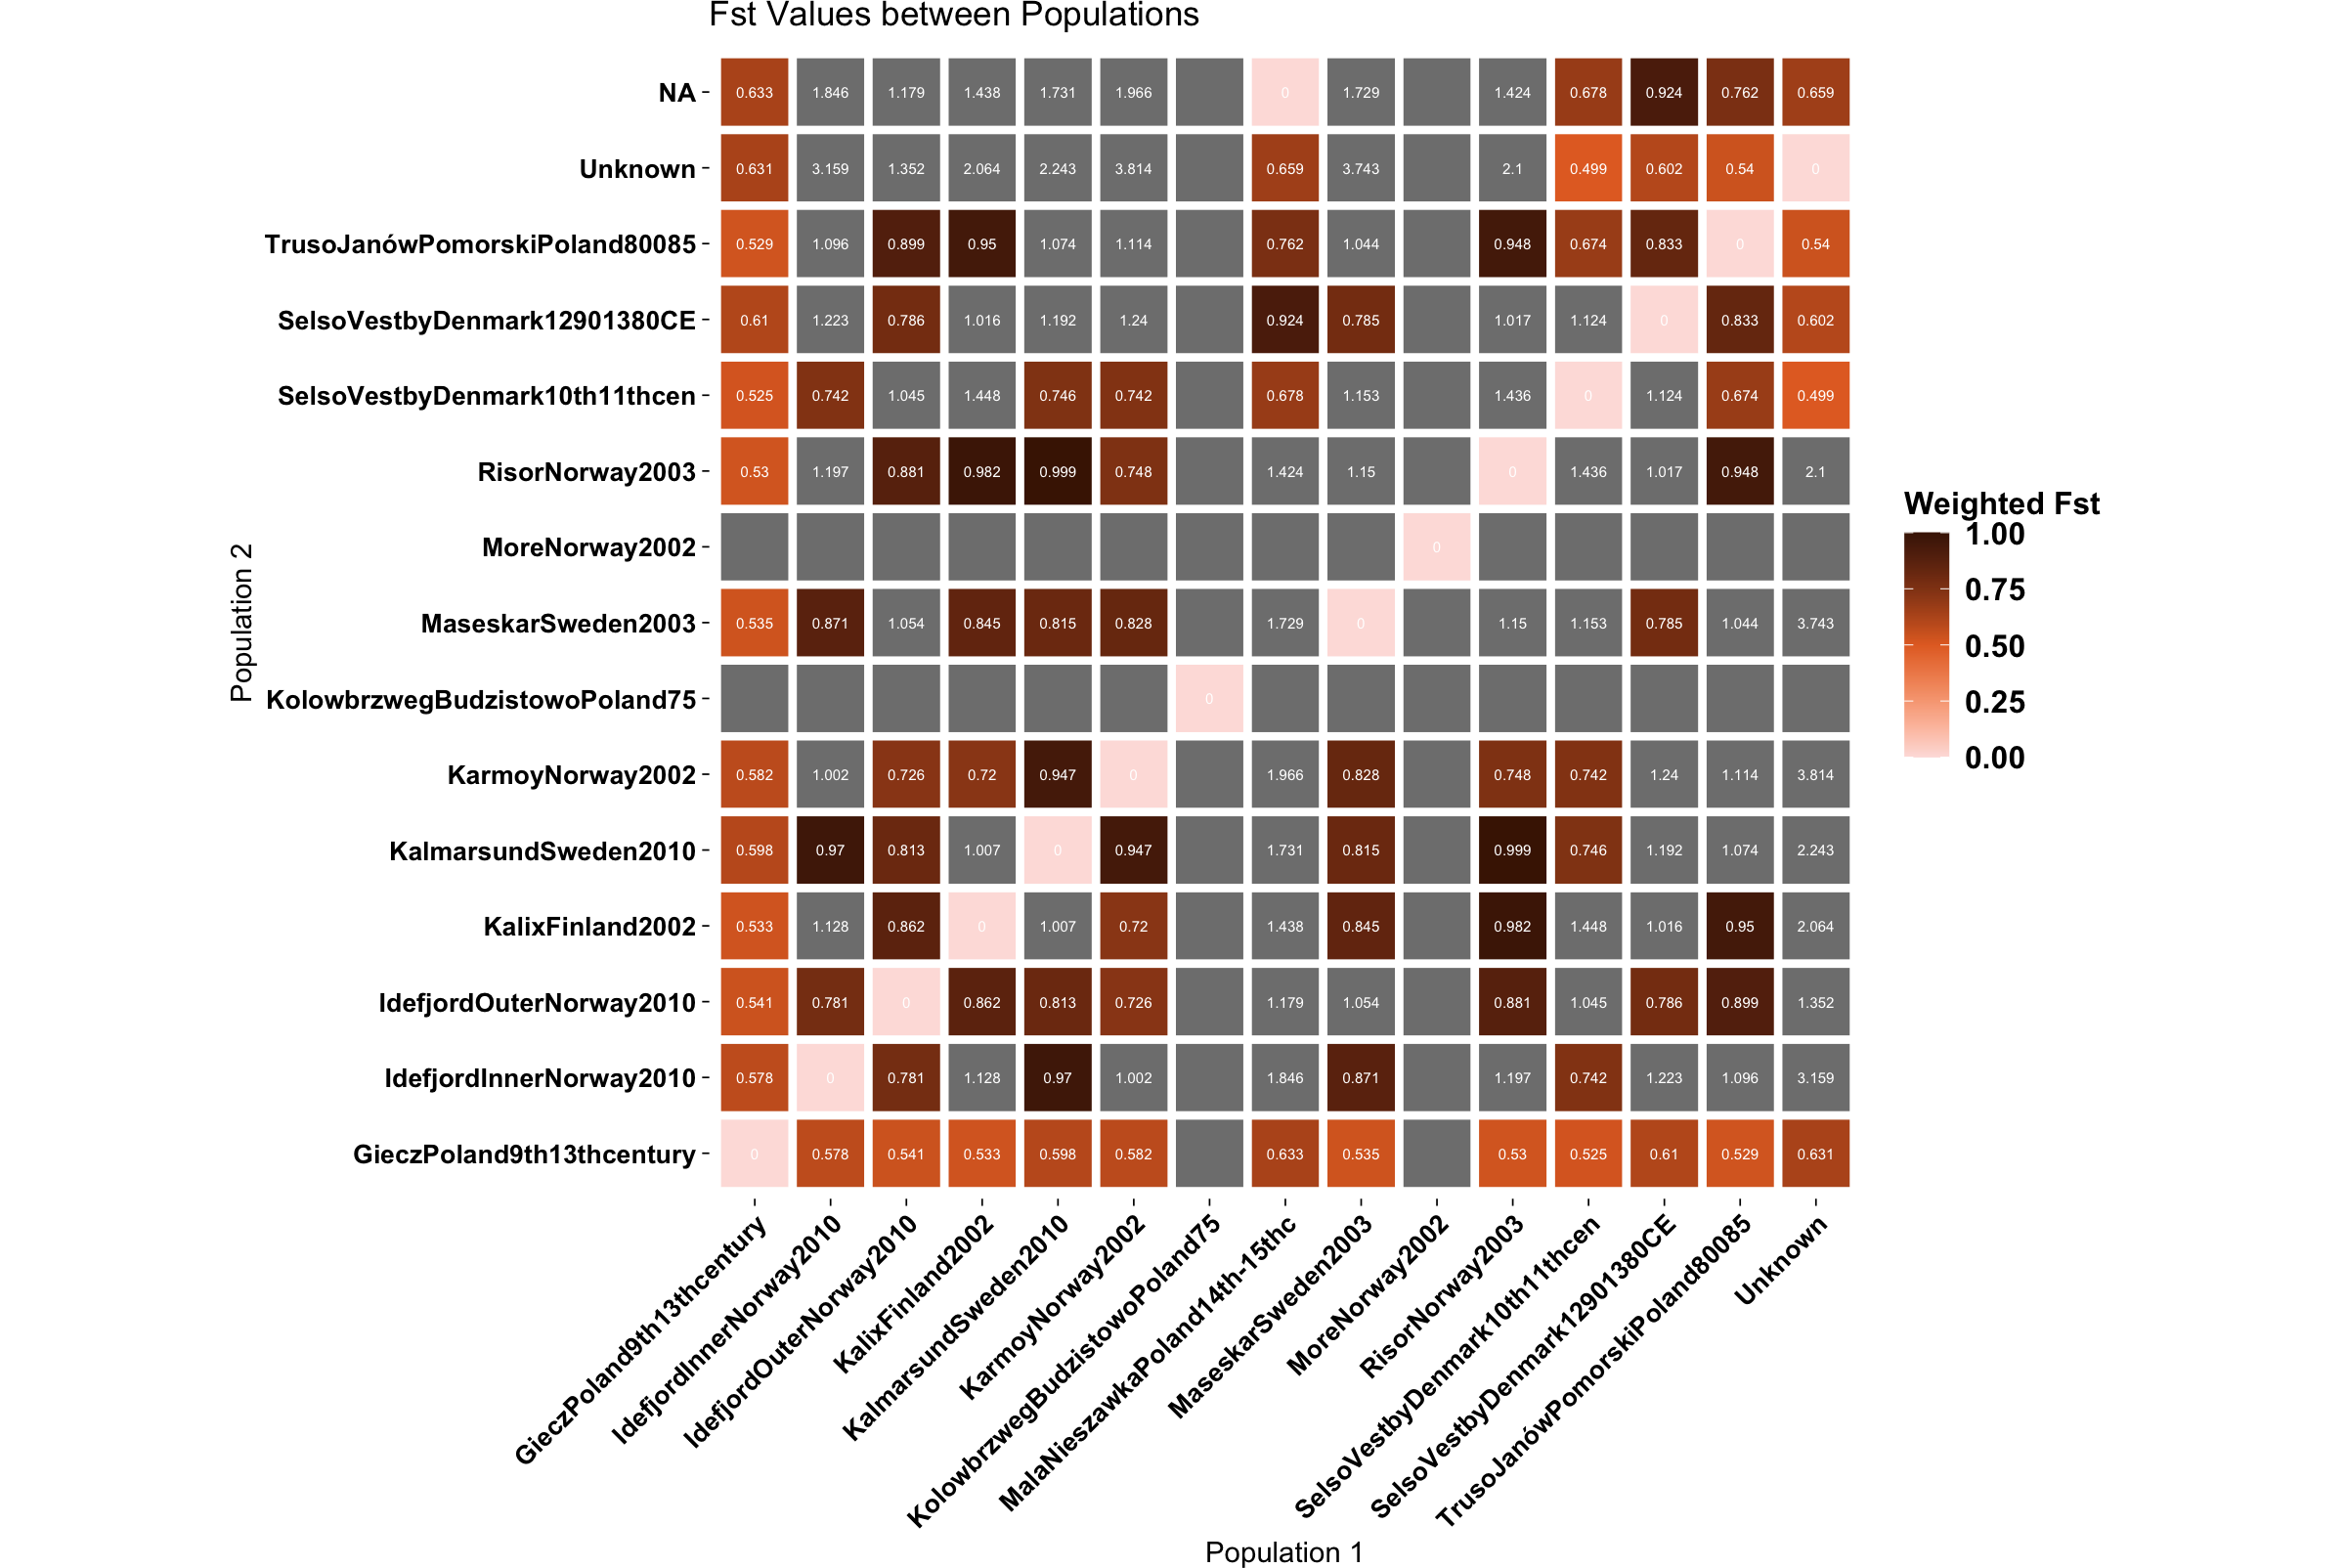 Fst Values between Populations
NA 0.633 1.846 1.179 1.438 1.731 1.966 0 1.729 1.424 0.678 0.924 0.762 0.659
Unknown 0.631 3.159 1.352 2.064 2.243 3.814 0.659 3.743 2.1 0.499 0.602 0.54 0
TrusoJanówPomorskiPoland80085 0.529 1.096 0.899 0.95 1.074 1.114 0.762 1.044 0.948 0.674 0.833 0 0.54
SelsoVestbyDenmark12901380CE 0.61 1.223 0.786 1.016 1.192 1.24 0.924 0.785 1.017 1.124 0 0.833 0.602
SelsoVestbyDenmark10th11thcen 0.525 0.742 1.045 1.448 0.746 0.742 0.678 1.153 1.436 0 1.124 0.674 0.499
RisorNorway2003 0.53 1.197 0.881 0.982 0.999 0.748 1.424 1.15 0 1.436 1.017 0.948 2.1
MoreNorway2002 0
MaseskarSweden2003 0.535 0.871 1.054 0.845 0.815 0.828 1.729 0 1.15 1.153 0.785 1.044 3.743
KolowbrzwegBudzistowoPoland75 0
KarmoyNorway2002 0.582 1.002 0.726 0.72 0.947 0 1.966 0.828 0.748 0.742 1.24 1.114 3.814
KalmarsundSweden2010 0.598 0.97 0.813 1.007 0 0.947 1.731 0.815 0.999 0.746 1.192 1.074 2.243
KalixFinland2002 0.533 1.128 0.862 0 1.007 0.72 1.438 0.845 0.982 1.448 1.016 0.95 2.064
IdefjordOuterNorway2010 0.541 0.781 0 0.862 0.813 0.726 1.179 1.054 0.881 1.045 0.786 0.899 1.352
IdefjordInnerNorway2010 0.578 0 0.781 1.128 0.97 1.002 1.846 0.871 1.197 0.742 1.223 1.096 3.159
GieczPoland9th13thcentury 0 0.578 0.541 0.533 0.598 0.582 0.633 0.535 0.53 0.525 0.61 0.529 0.631
Population 2
GieczPoland9th13thcentury
IdefjordInnerNorway2010
IdefjordOuterNorway2010
KalixFinland2002
KalmarsundSweden2010
KarmoyNorway2002
KolowbrzwegBudzistowoPoland75
MalaNieszawkaPoland14th-15thc
MaseskarSweden2003
MoreNorway2002
RisorNorway2003
SelsoVestbyDenmark10th11thcen
SelsoVestbyDenmark12901380CE
TrusoJanówPomorskiPoland80085
Unknown
Population 1
Weighted Fst
1.00
0.75
0.50
0.25
0.00